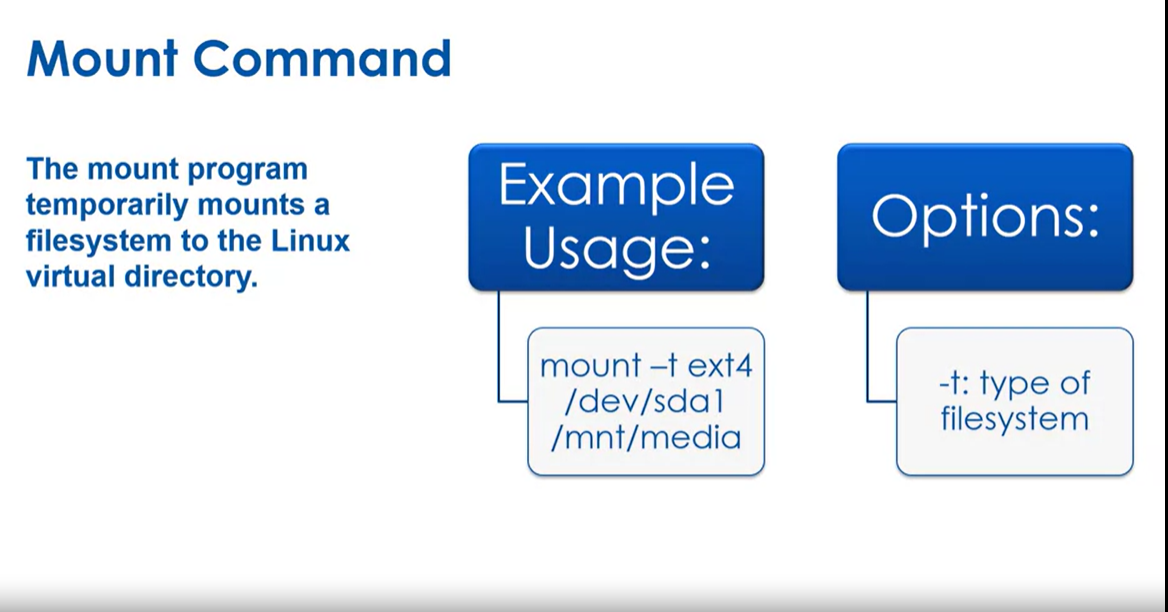 Mount Command
The mount program
temporarily mounts a
filesystem to the Linux
virtual directory.
Example
Usage:
mount –t ext4
/dev/sda1
/mnt/media
Options:
-t: type of
filesystem